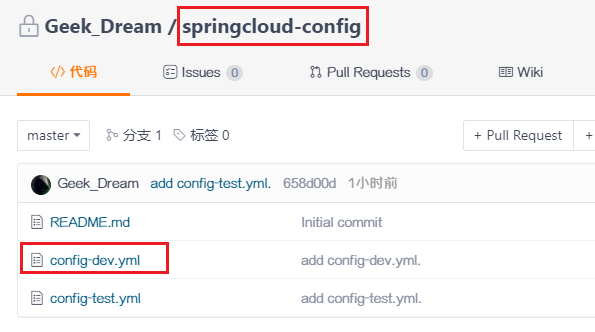 Geek_Dream / springcloud-config
</> 代码 Issues 0 Pull Requests 0 Wiki
master 分支 1 标签 0 + Pull Request +
Geek_Dream add config-test.yml. 658d00d 1小时前
README.md Initial commit
config-dev.yml add config-dev.yml.
config-test.yml add config-test.yml.